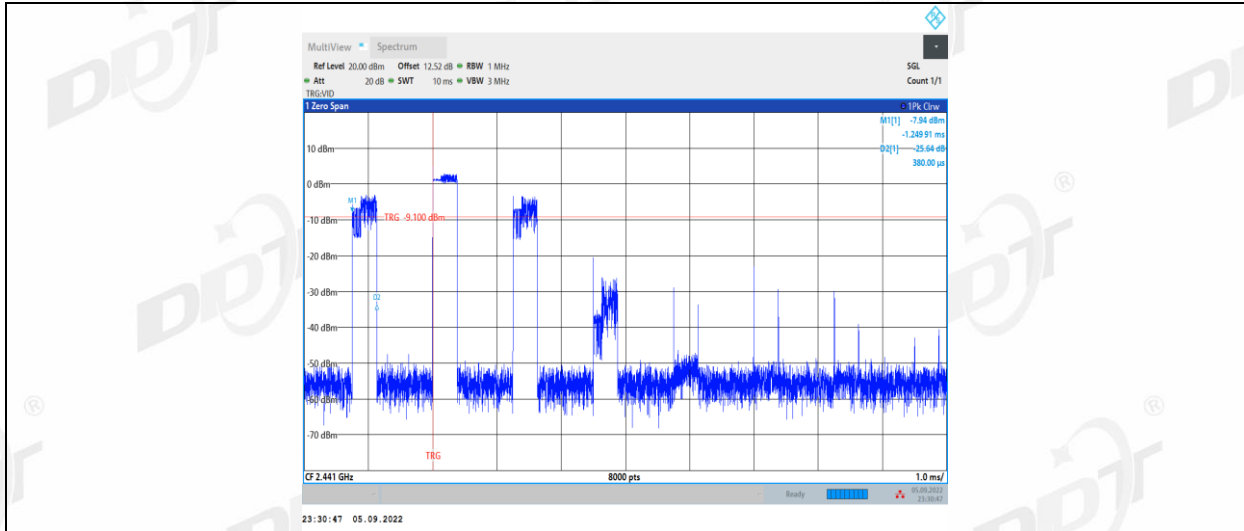 MultiView Spectrum
Ref Level 20.00 dBm Offset 12.52 dB RBW 1 MHz SGL
Att 20 dB SWT 10 ms VBW 3 MHz Count 1/1
TRG:VID
1 Zero Span 1Pk Clrw
M1[1] -7.94 dBm
-1.249 91 ms
10 dBm D2[1] -25.64 dB
380.00 µs
0 dBm
M1
-10 dBm TRG -9.100 dBm
-20 dBm
-30 dBm
D2
-40 dBm
-50 dBm
-60 dBm
-70 dBm
TRG
CF 2.441 GHz 8000 pts 1.0 ms/
Ready 05.09.2022
23:30:47
23:30:47 05.09.2022
DDT
®